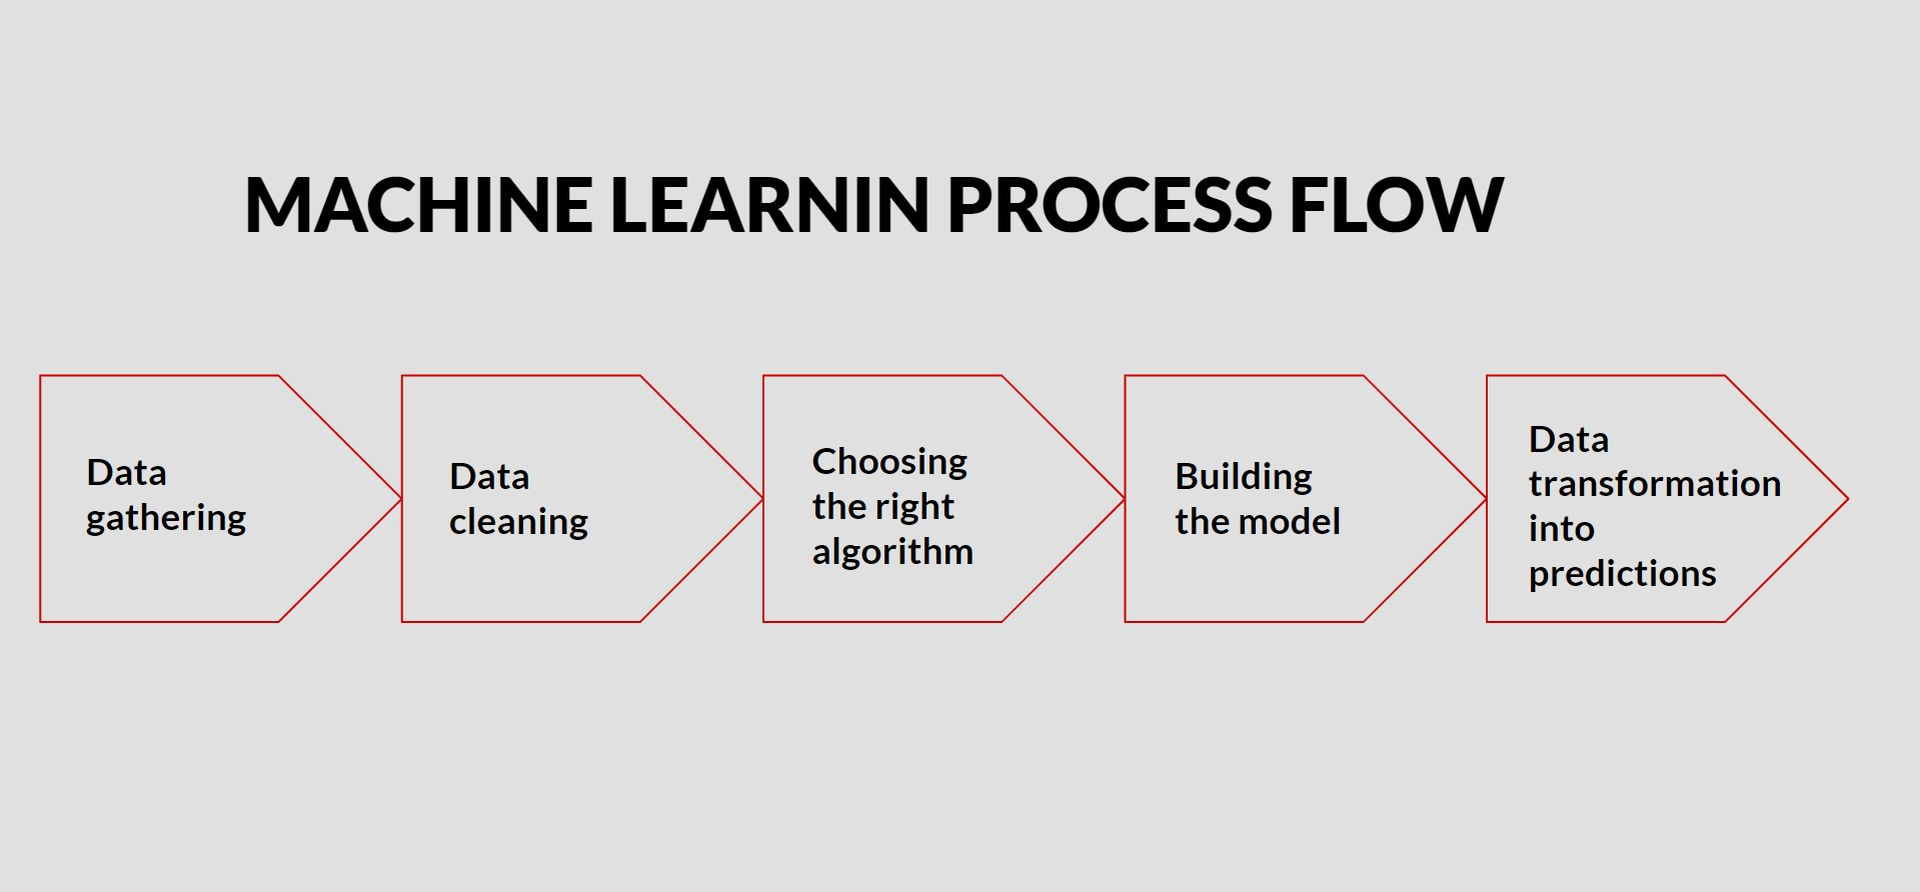 MACHINE LEARNIN PROCESS FLOW
Data
gathering
Data
cleaning
Choosing
the right
algorithm
Building
the model
Data
transformation
into
predictions